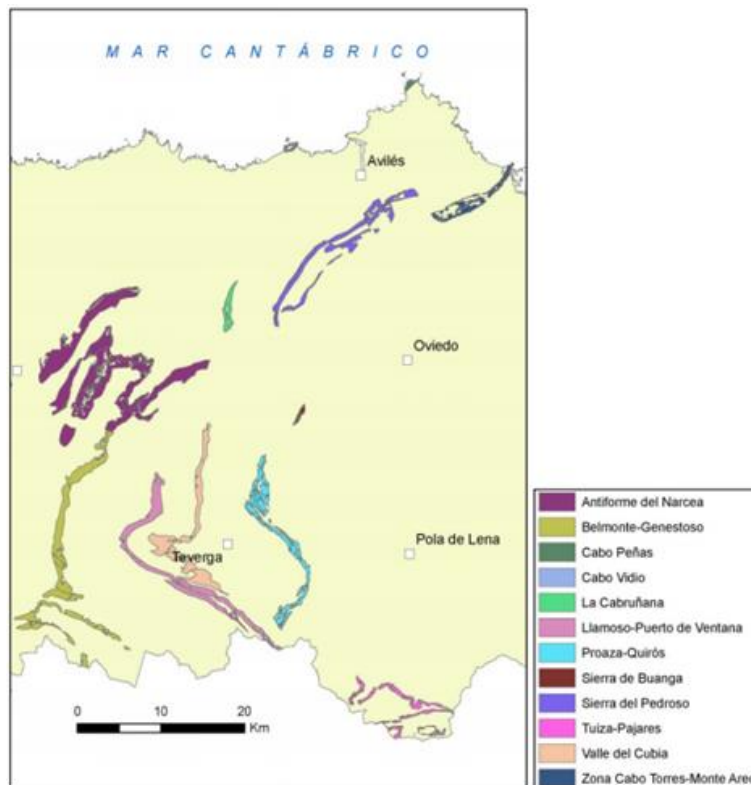 MAR CANTÁBRICO
Avilés
Oviedo
Teverga
Pola de Lena
0 10 20
Km
Antiforme del Narcea
Belmonte-Genestoso
Cabo Peñas
Cabo Vidio
La Cabruñana
Llamoso-Puerto de Ventana
Proaza-Quirós
Sierra de Buanga
Sierra del Pedroso
Tuiza-Pajares
Valle del Cubia
Zona Cabo Torres-Monte Areo